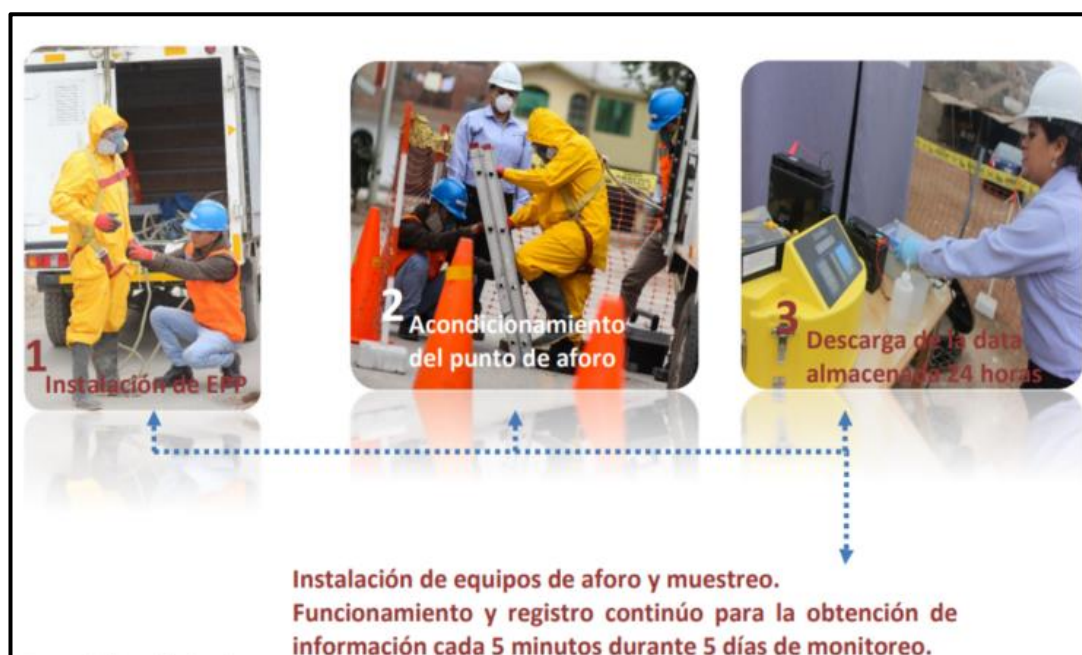 1
Instalación de EPP
2
Acondicionamiento
del punto de aforo
3
Descarga de la data
almacenada 24 horas
Instalación de equipos de aforo y muestreo.
Funcionamiento y registro continúo para la obtención de
información cada 5 minutos durante 5 días de monitoreo.